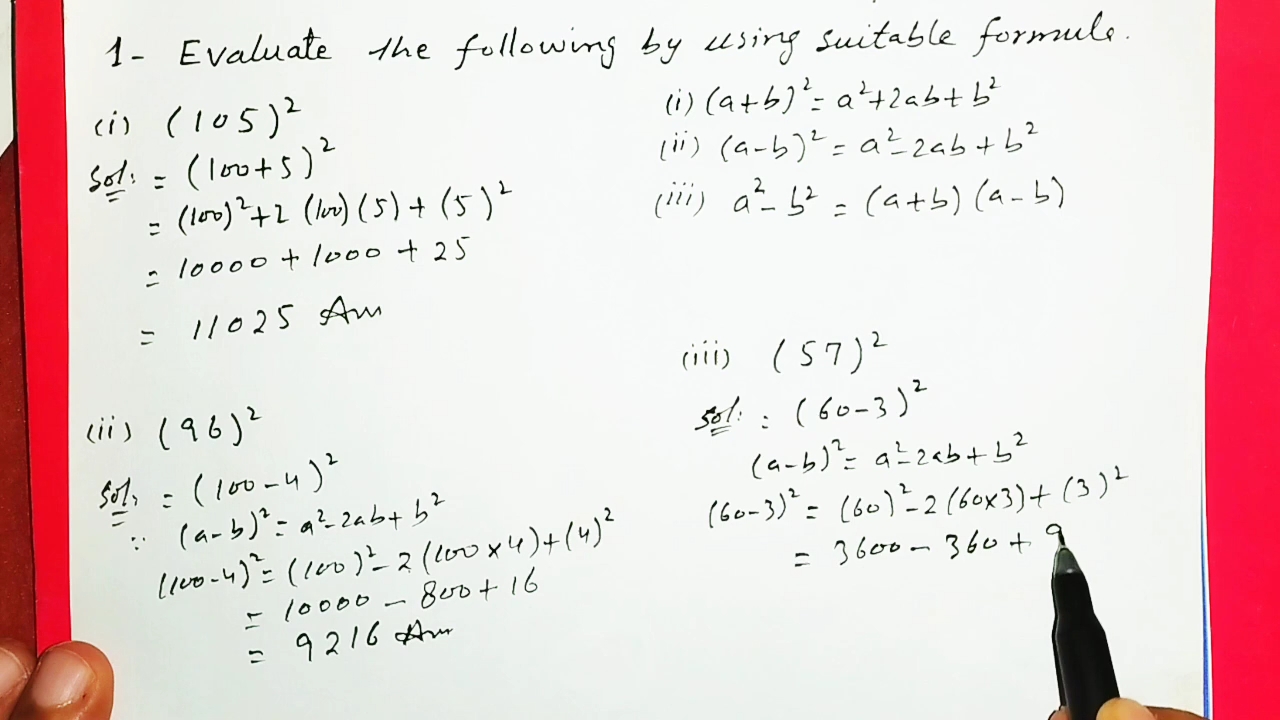 1- Evaluate the following by using suitable formule.
(i) (105)²
Sol: = (100+5)²
= (100)²+2 (100)(5)+(5)²
= 10000+1000+25
= 11025 Ans
(ii) (96)²
Sol: = (100-4)²
∵ (a-b)²= a²-2ab+b²
(100-4)²= (100)²-2(100×4)+(4)²
= 10000-800+16
= 9216 Ans
(i) (a+b)²= a²+2ab+b²
(ii) (a-b)²= a²-2ab+b²
(iii) a²-b² = (a+b)(a-b)
(iii) (57)²
Sol: = (60-3)²
(a-b)²= a²-2ab+b²
(60-3)² = (60)²-2(60×3)+(3)²
= 3600-360+9